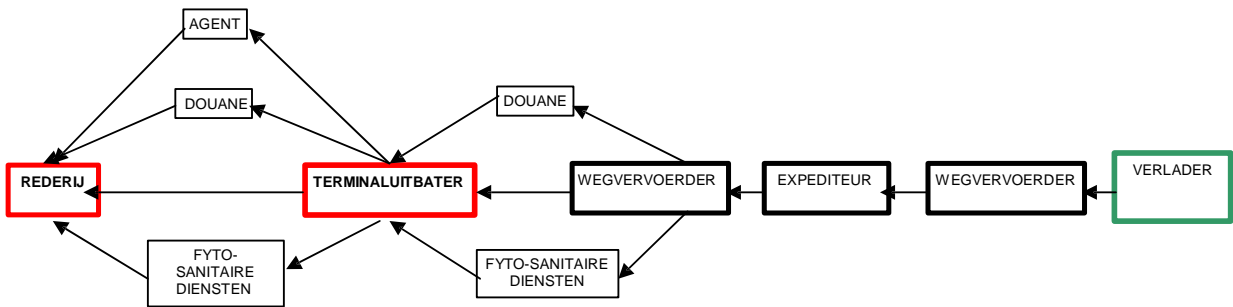 AGENT
DOUANE
DOUANE
REDERIJ
TERMINALUITBATER
WEGVERVOERDER
EXPEDITEUR
WEGVERVOERDER
VERLADER
FYTO-
SANITAIRE
DIENSTEN
FYTO-SANITAIRE
DIENSTEN